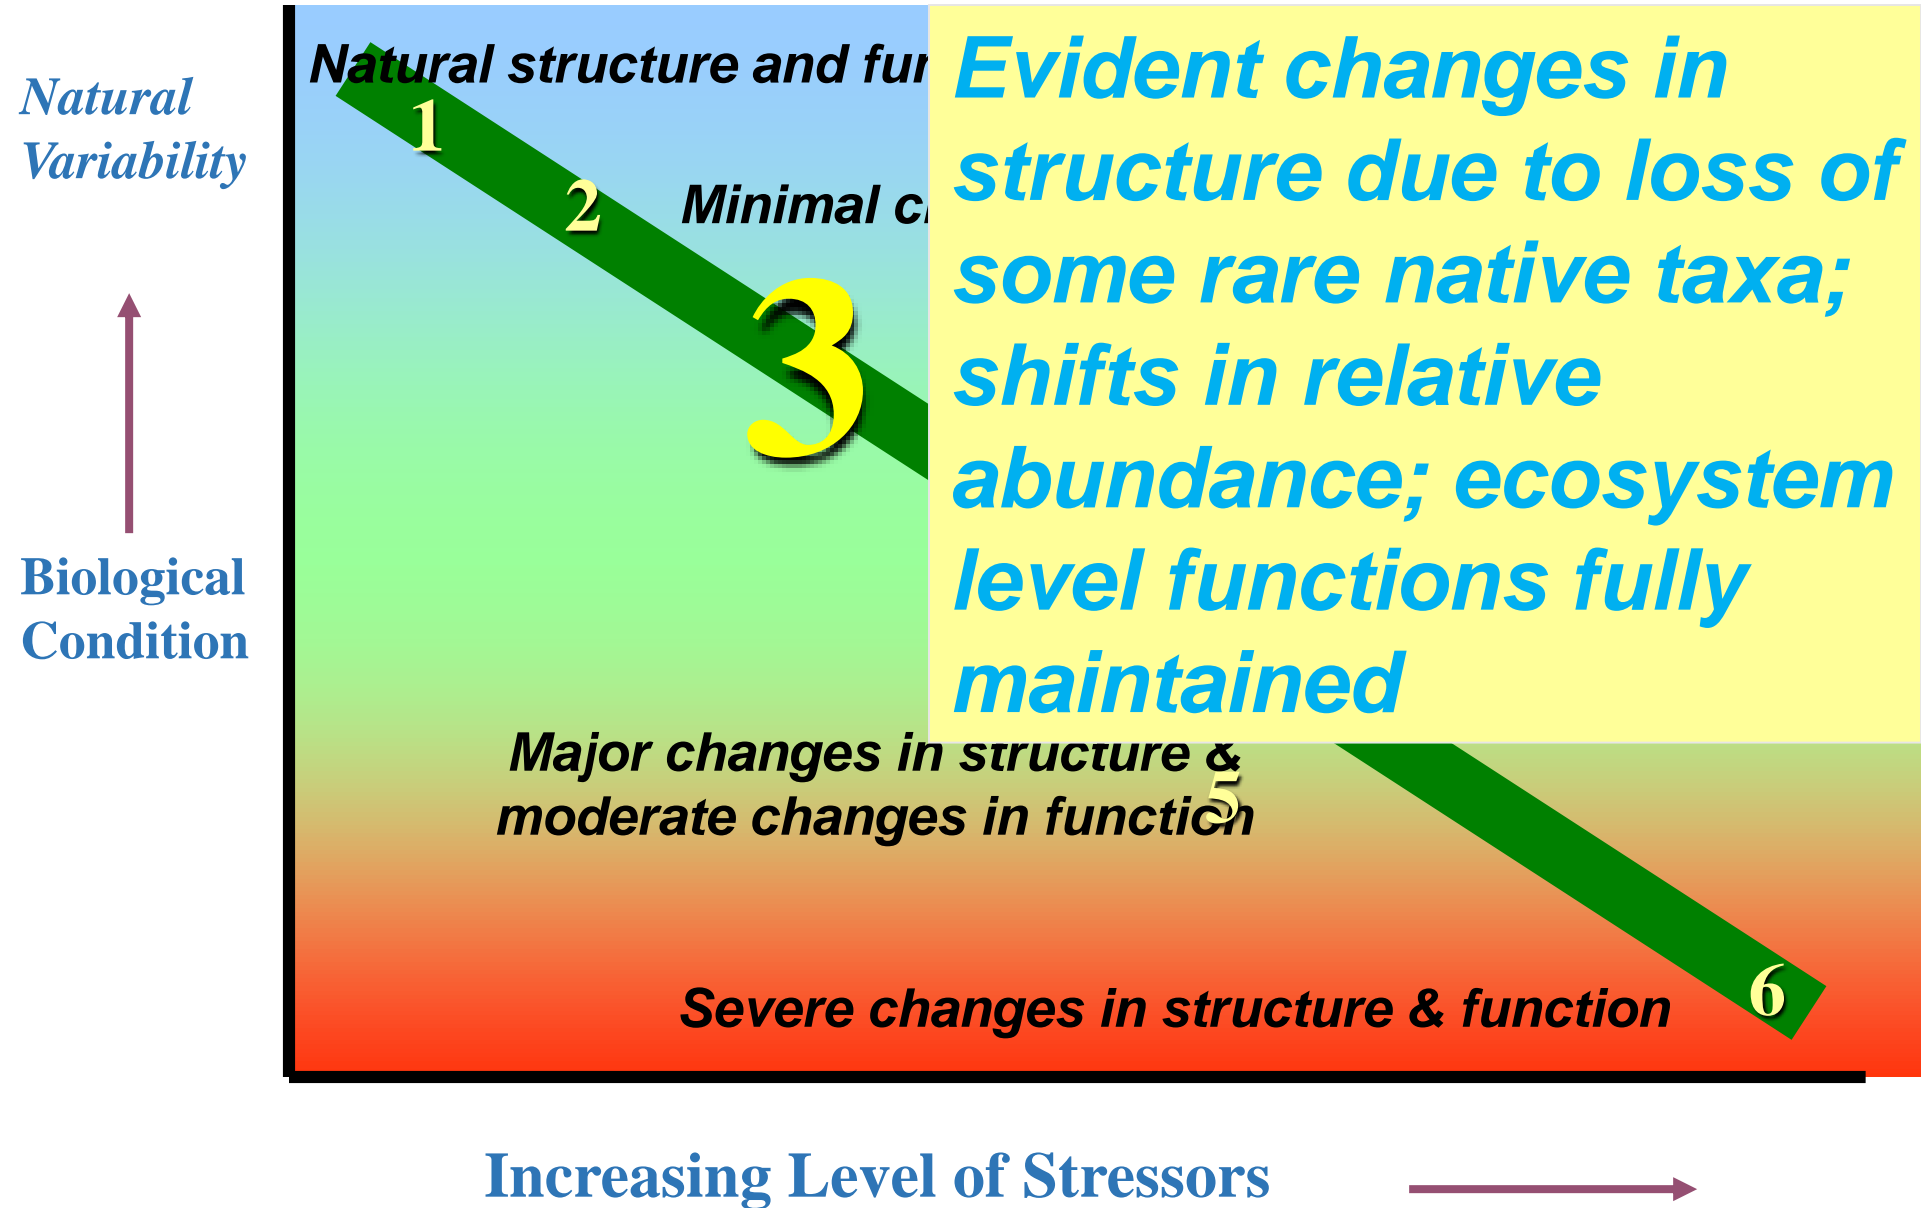 Natural
Variability
Biological
Condition
Natural structure and
1
2
Minimal
3
Evident changes in
structure due to loss of
some rare native taxa;
shifts in relative
abundance; ecosystem
level functions fully
maintained
Major changes in structure &
moderate changes in function
5
Severe changes in structure & function
6
Increasing Level of Stressors